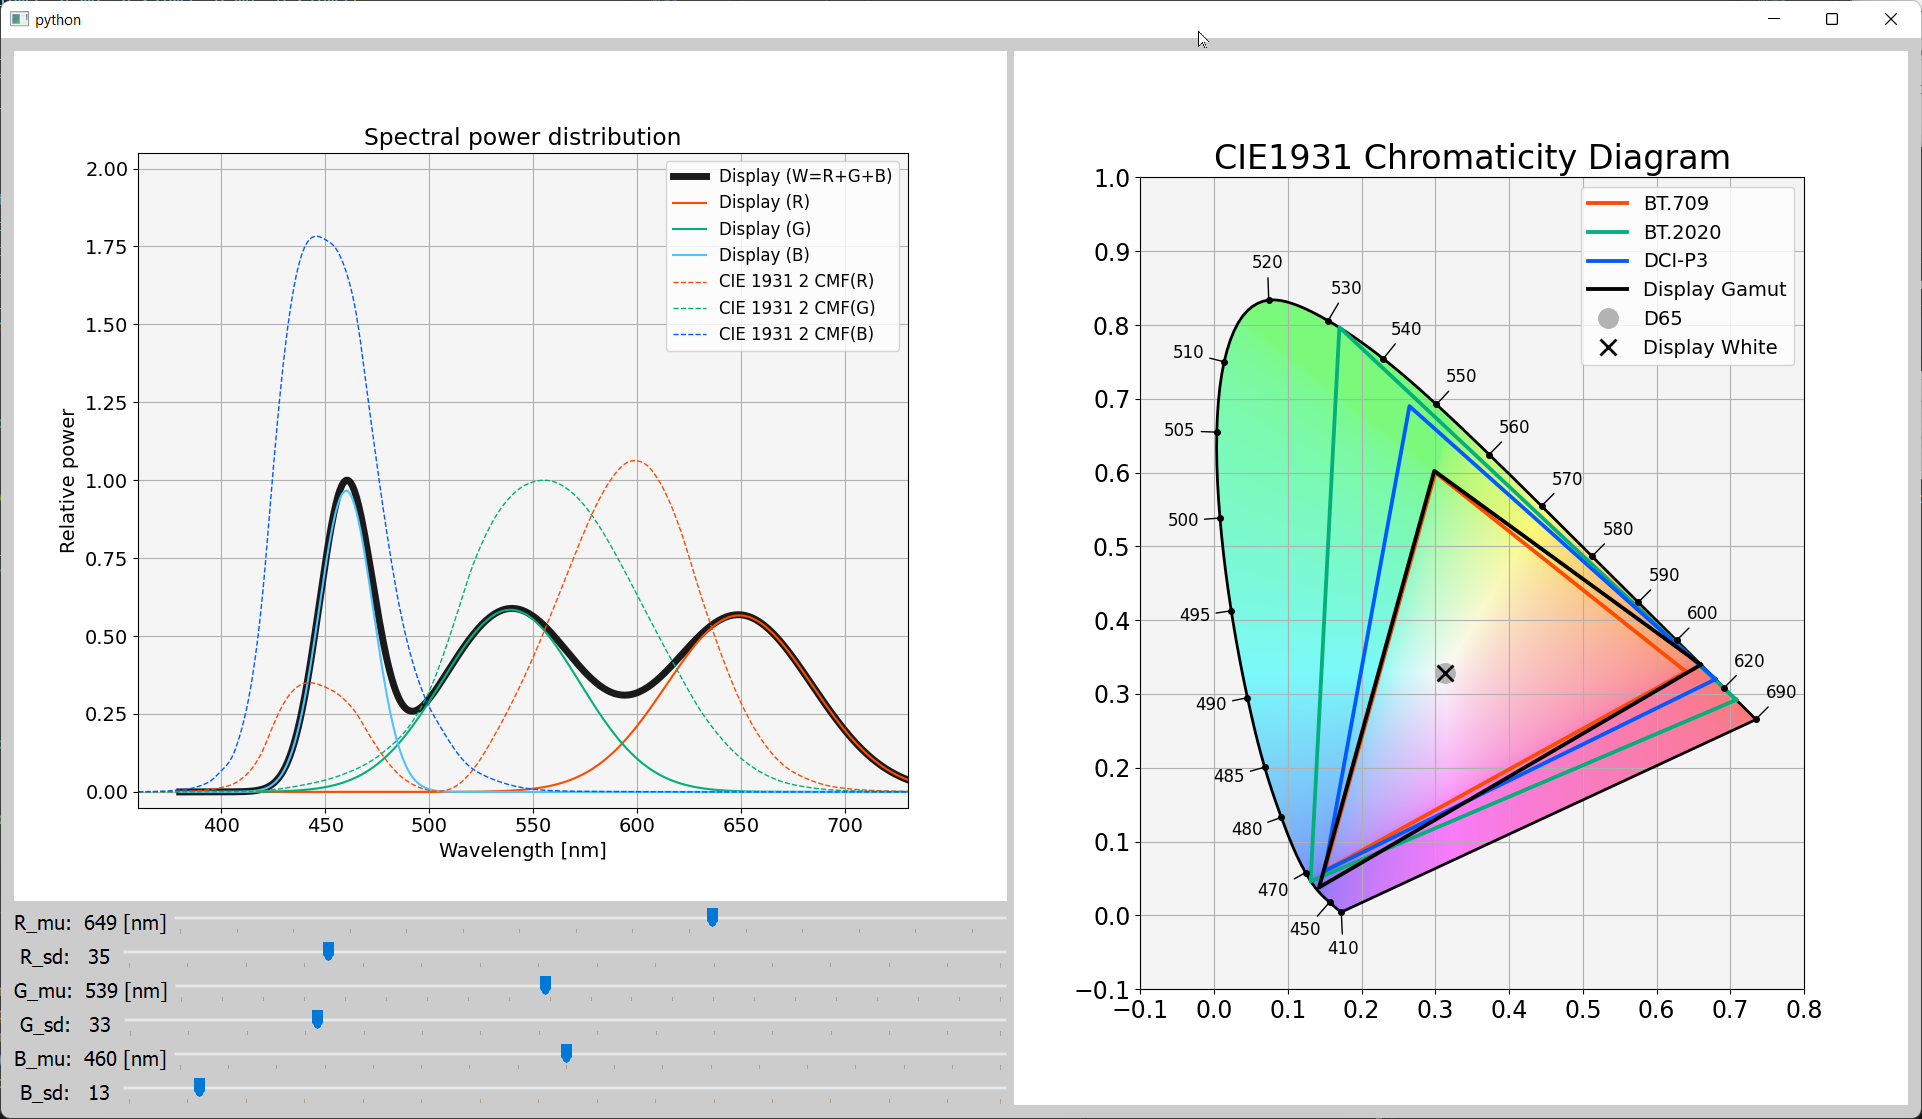 python
Spectral power distribution
2.00
1.75
1.50
1.25
1.00
0.75
0.50
0.25
0.00
Relative power
400 450 500 550 600 650 700
Wavelength [nm]
Display (W=R+G+B)
Display (R)
Display (G)
Display (B)
CIE 1931 2 CMF(R)
CIE 1931 2 CMF(G)
CIE 1931 2 CMF(B)
R_mu: 649 [nm]
R_sd: 35
G_mu: 539 [nm]
G_sd: 33
B_mu: 460 [nm]
B_sd: 13
CIE1931 Chromaticity Diagram
1.0
0.9
0.8
0.7
0.6
0.5
0.4
0.3
0.2
0.1
0.0
−0.1
−0.1 0.0 0.1 0.2 0.3 0.4 0.5 0.6 0.7 0.8
BT.709
BT.2020
DCI-P3
Display Gamut
D65
Display White
520
530
540
510
550
560
505
570
500
580
590
495
600
620
490
690
485
480
470
450
410